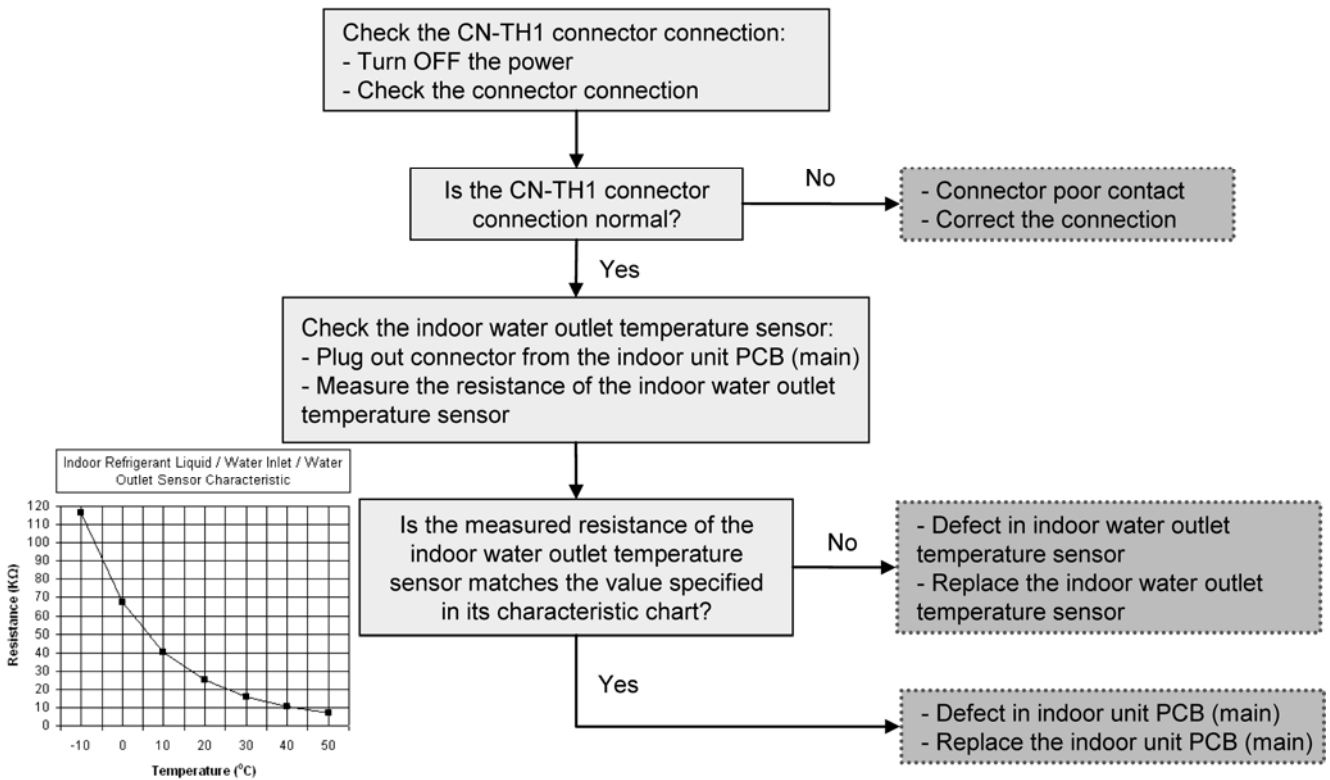 Check the CN-TH1 connector connection:
- Turn OFF the power
- Check the connector connection
Is the CN-TH1 connector
connection normal?
No
- Connector poor contact
- Correct the connection
Yes
Check the indoor water outlet temperature sensor:
- Plug out connector from the indoor unit PCB (main)
- Measure the resistance of the indoor water outlet
temperature sensor
Indoor Refrigerant Liquid / Water Inlet / Water
Outlet Sensor Characteristic
Resistance (KΩ)
120
110
100
90
80
70
60
50
40
30
20
10
0
-10 0 10 20 30 40 50
Temperature (°C)
Is the measured resistance of the
indoor water outlet temperature
sensor matches the value specified
in its characteristic chart?
No
- Defect in indoor water outlet
temperature sensor
- Replace the indoor water outlet
temperature sensor
Yes
- Defect in indoor unit PCB (main)
- Replace the indoor unit PCB (main)